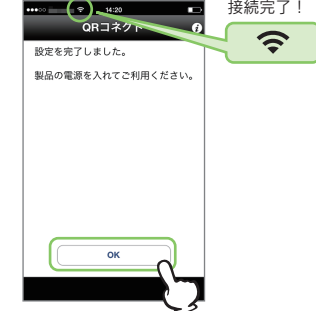 接続完了！
14:20
QRコネクト
設定を完了しました。
製品の電源を入れてご利用ください。
OK